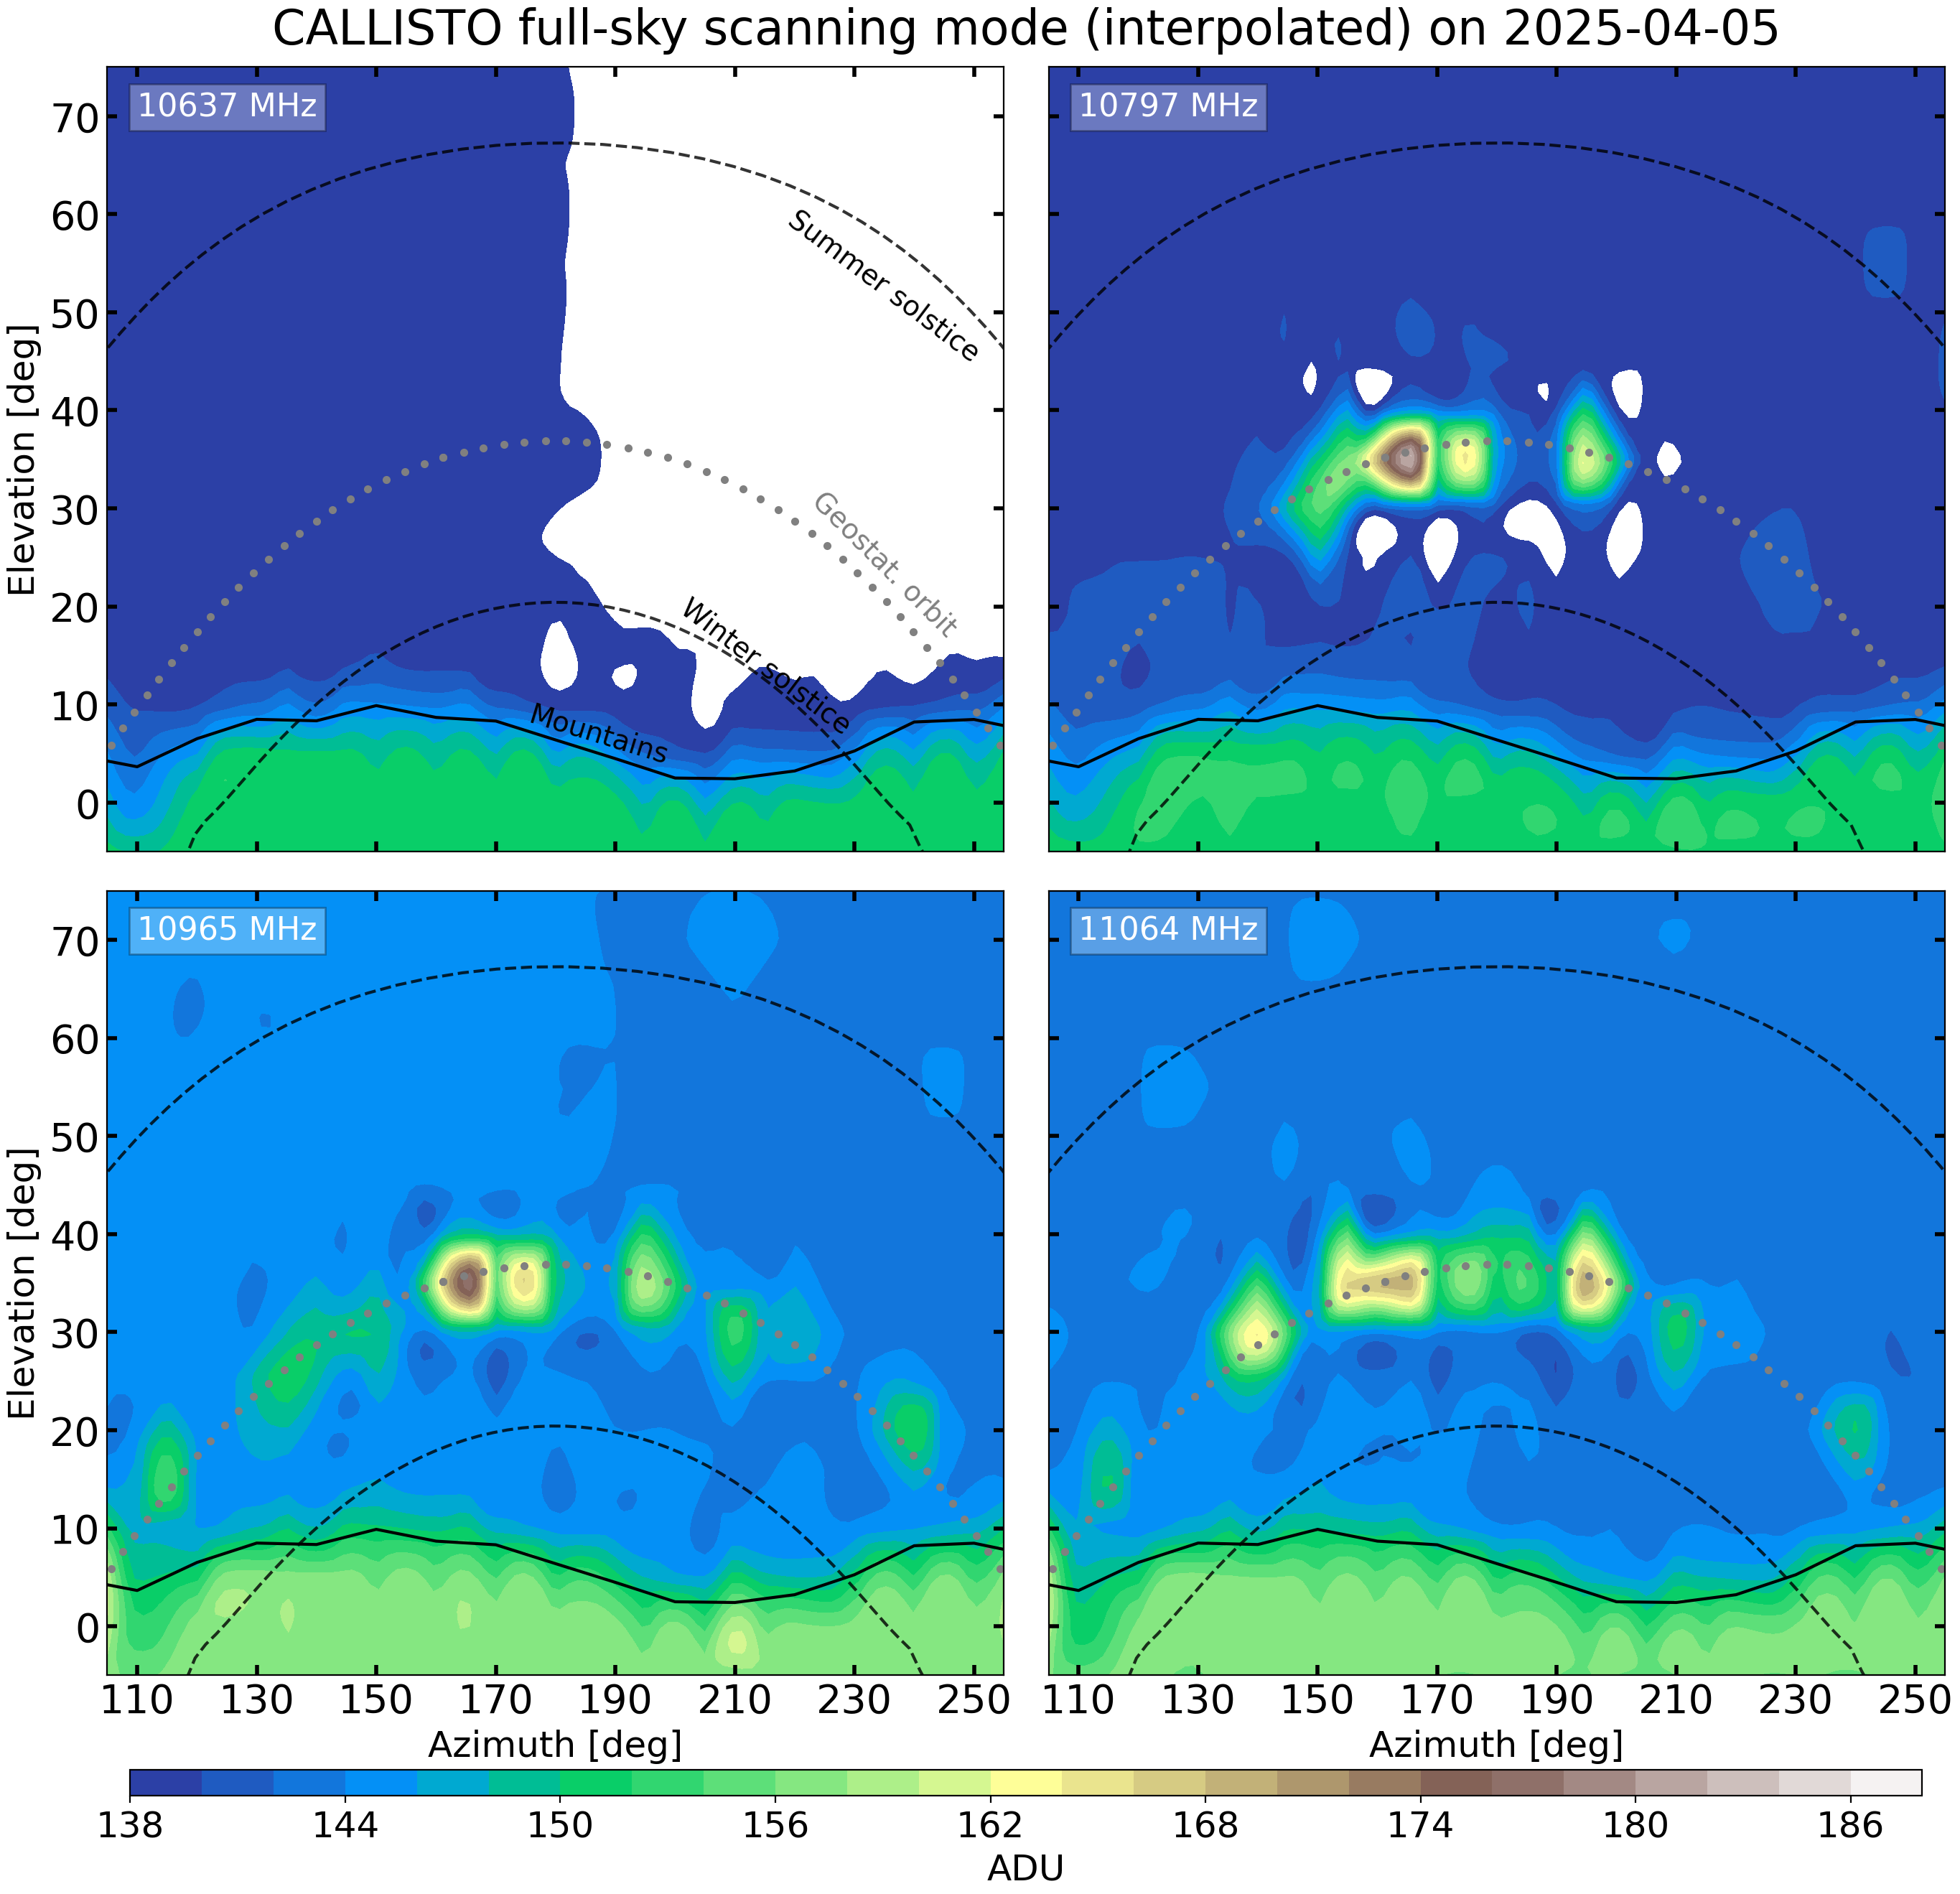 CALLISTO full-sky scanning mode (interpolated) on 2025-04-05
10637 MHz
10797 MHz
70
60
50
40
30
20
10
0
Elevation [deg]
Summer solstice
Geostat. orbit
Winter solstice
Mountains
10965 MHz
11064 MHz
70
60
50
40
30
20
10
0
Elevation [deg]
110 130 150 170 190 210 230 250
110 130 150 170 190 210 230 250
Azimuth [deg]
Azimuth [deg]
138 144 150 156 162 168 174 180 186
ADU